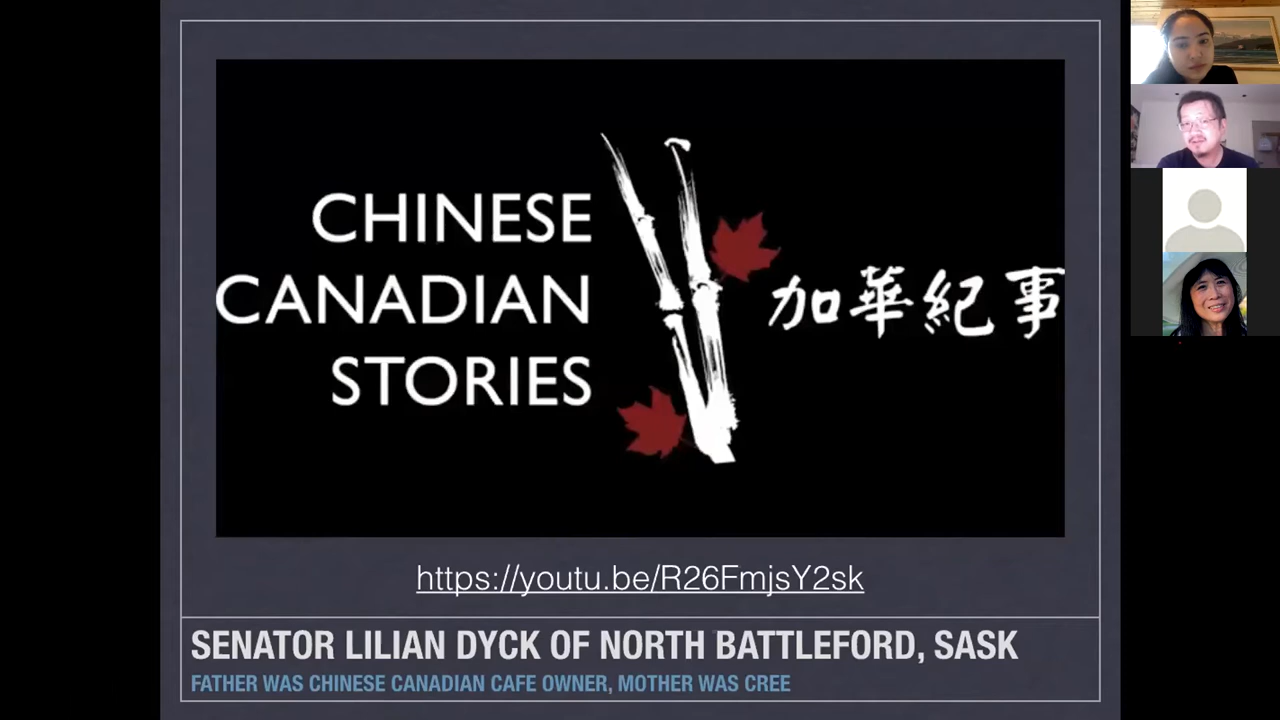 CHINESE
CANADIAN
STORIES
加華紀事
https://youtu.be/R26FmjsY2sk
SENATOR LILIAN DYCK OF NORTH BATTLEFORD, SASK
FATHER WAS CHINESE CANADIAN CAFE OWNER, MOTHER WAS CREE